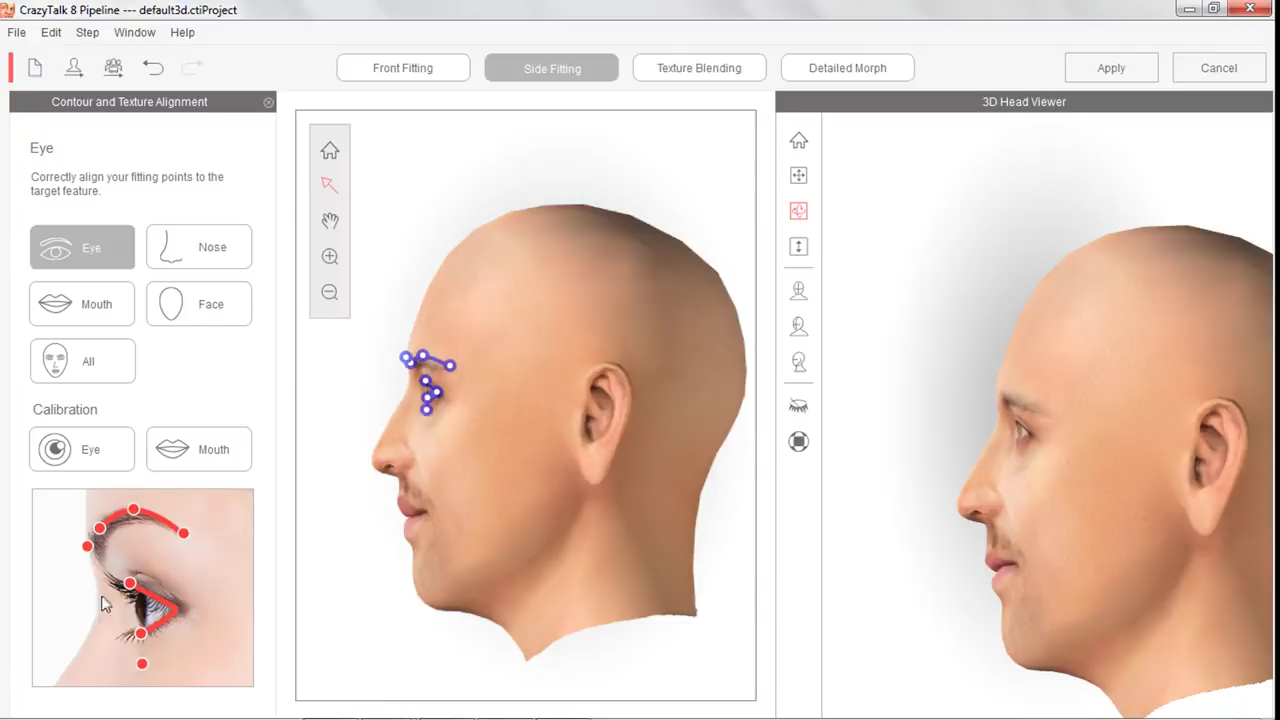 CrazyTalk 8 Pipeline --- default3d.ctiProject
File Edit Step Window Help
Front Fitting Side Fitting Texture Blending Detailed Morph Apply Cancel
Contour and Texture Alignment
3D Head Viewer
Eye
Correctly align your fitting points to the
target feature.
Eye Nose
Mouth Face
All
Calibration
Eye Mouth